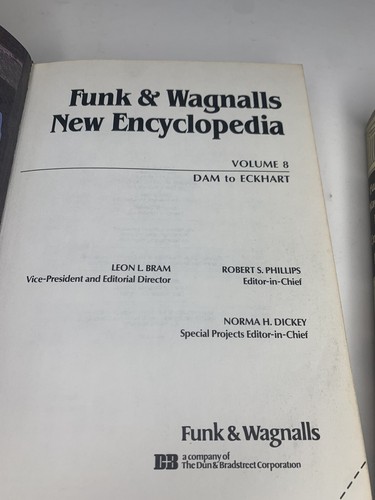 Funk & Wagnalls
New Encyclopedia
VOLUME 8
DAM to ECKHART
LEON L. BRAM
Vice-President and Editorial Director
ROBERT S. PHILLIPS
Editor-in-Chief
NORMA H. DICKEY
Special Projects Editor-in-Chief
Funk & Wagnalls
DB a company of
The Dun & Bradstreet Corporation